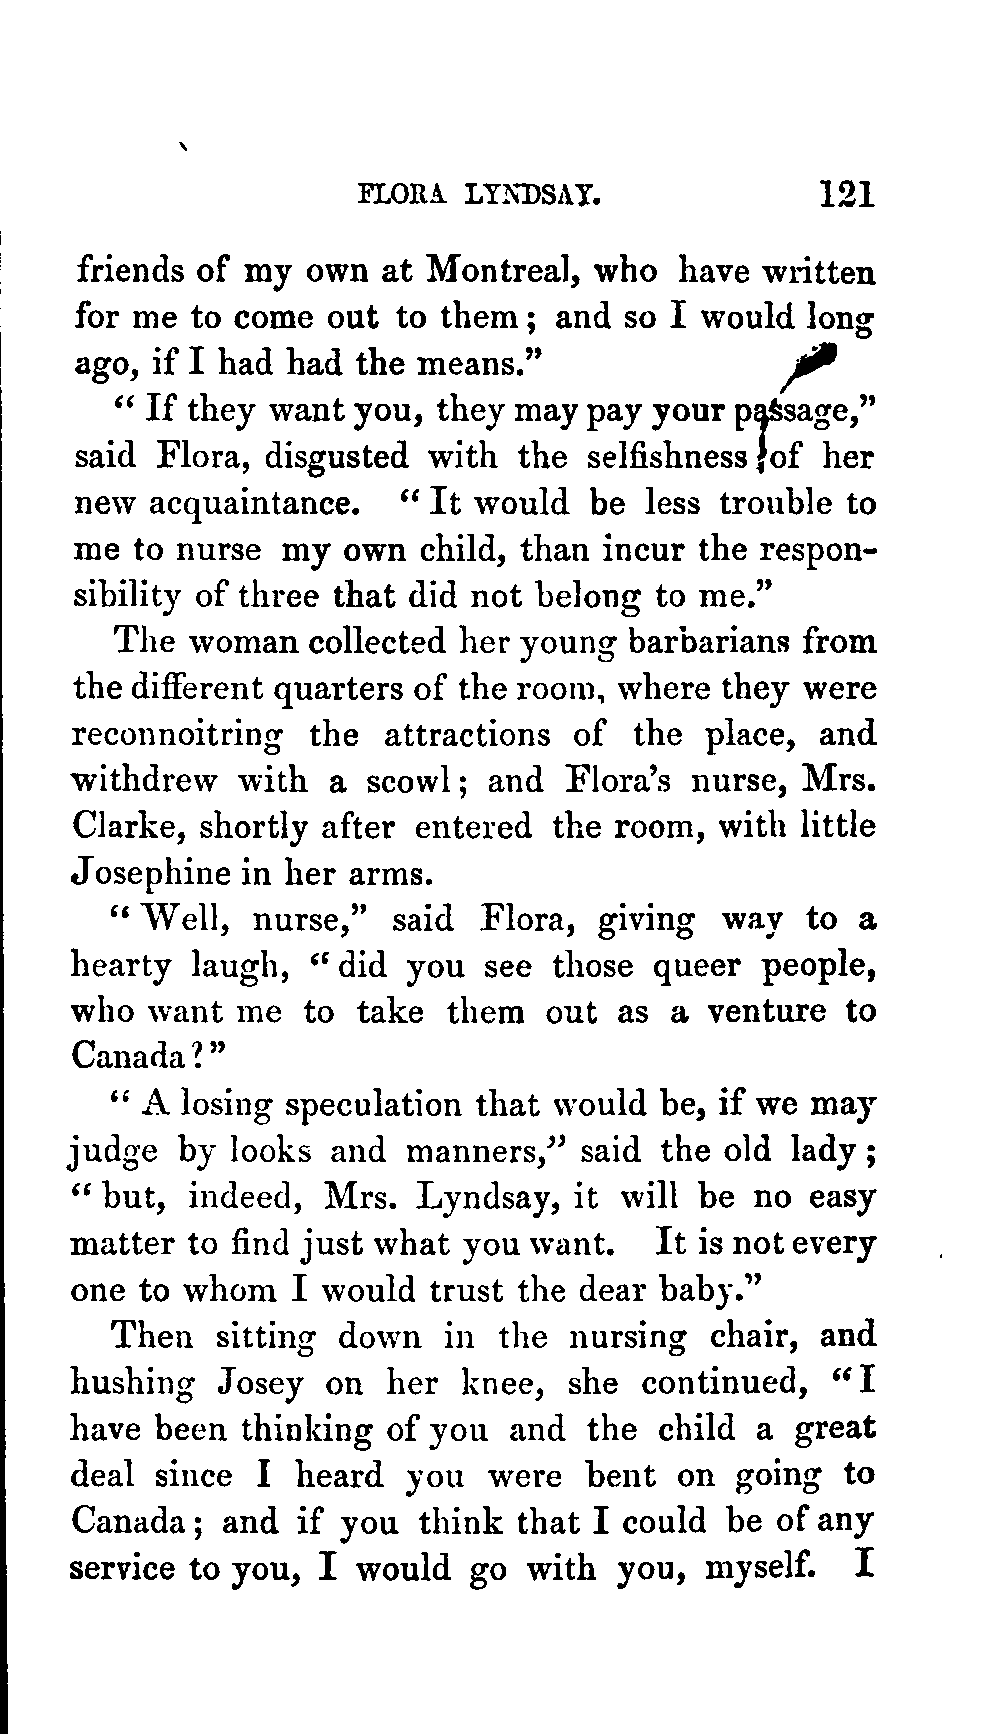 FLORA LYNDSAY. 121
friends of my own at Montreal, who have written
for me to come out to them; and so I would long
ago, if I had had the means.”
“If they want you, they may pay your passage,”
said Flora, disgusted with the selfishness of her
new acquaintance. “It would be less trouble to
me to nurse my own child, than incur the respon-
sibility of three that did not belong to me.”
The woman collected her young barbarians from
the different quarters of the room, where they were
reconnoitring the attractions of the place, and
withdrew with a scowl; and Flora’s nurse, Mrs.
Clarke, shortly after entered the room, with little
Josephine in her arms.
“Well, nurse,” said Flora, giving way to a
hearty laugh, “did you see those queer people,
who want me to take them out as a venture to
Canada?”
“A losing speculation that would be, if we may
judge by looks and manners,” said the old lady;
“but, indeed, Mrs. Lyndsay, it will be no easy
matter to find just what you want. It is not every
one to whom I would trust the dear baby.”
Then sitting down in the nursing chair, and
hushing Josey on her knee, she continued, “I
have been thinking of you and the child a great
deal since I heard you were bent on going to
Canada; and if you think that I could be of any
service to you, I would go with you, myself. I